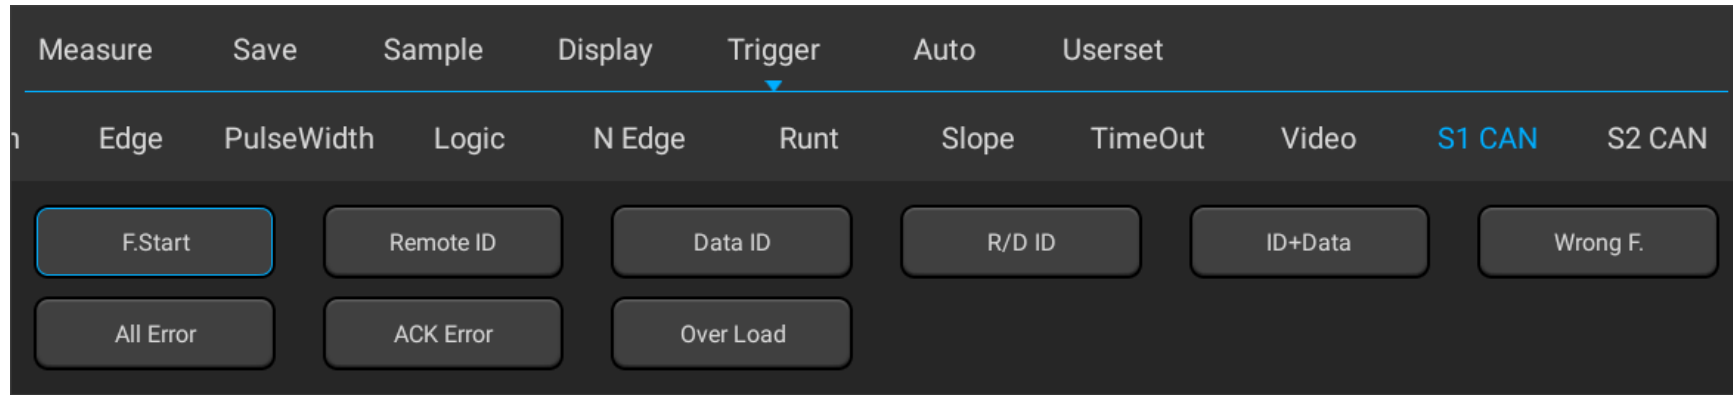 Measure Save Sample Display Trigger Auto Userset
Edge PulseWidth Logic N Edge Runt Slope TimeOut Video S1 CAN S2 CAN
F.Start Remote ID Data ID R/D ID ID+Data Wrong F.
All Error ACK Error Over Load